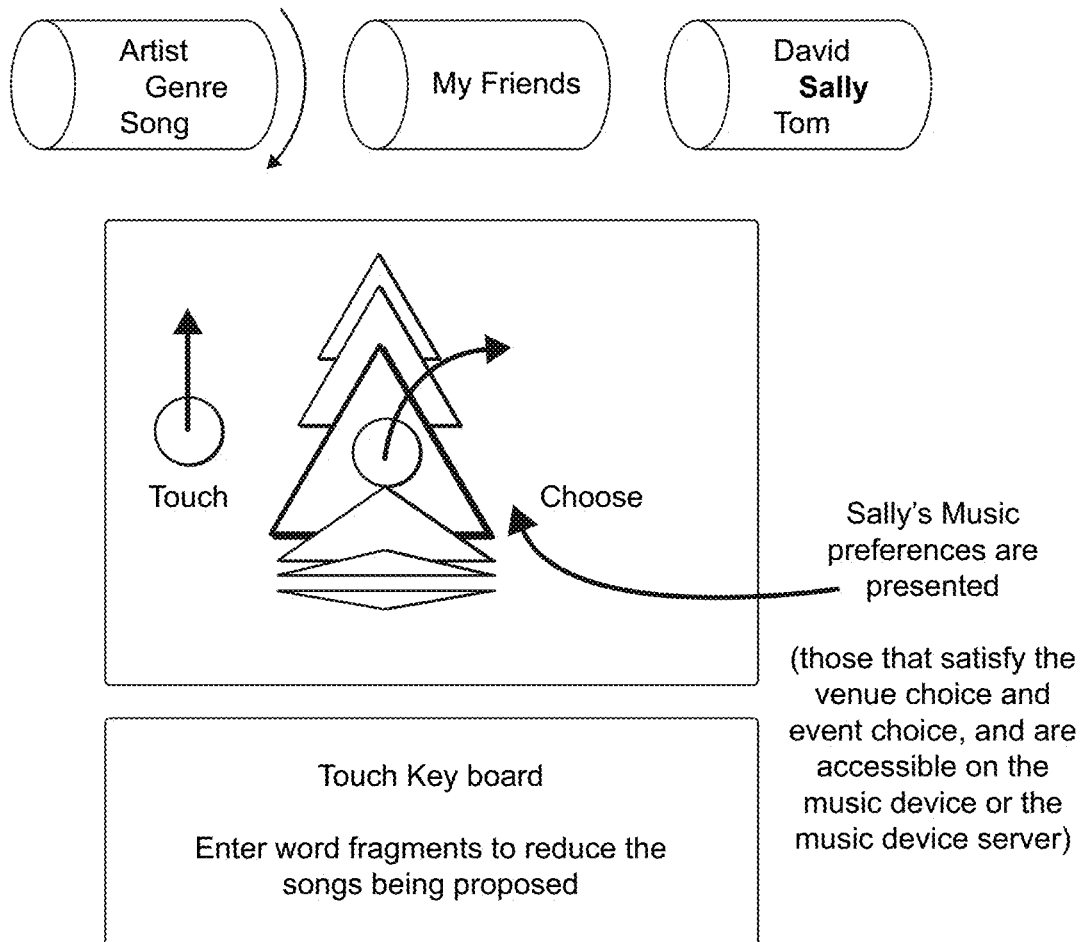 Artist
Genre
Song
My Friends
David
Sally
Tom
Touch
Choose
Sally's Music
preferences are
presented
(those that satisfy the
venue choice and
event choice, and are
accessible on the
music device or the
music device server)
Touch Key board
Enter word fragments to reduce the
songs being proposed